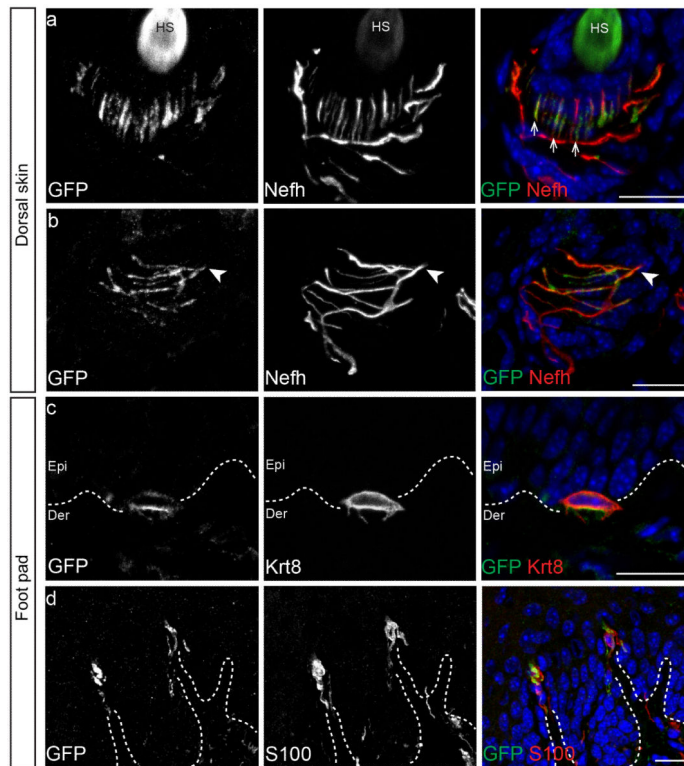 Dorsal skin
a
HS
GFP
HS
Nefh
HS
GFP Nefh
b
GFP
Nefh
GFP Nefh
Foot pad
c
Epi
Der
GFP
Epi
Der
Krt8
Epi
Der
GFP Krt8
d
GFP
S100
GFP S100